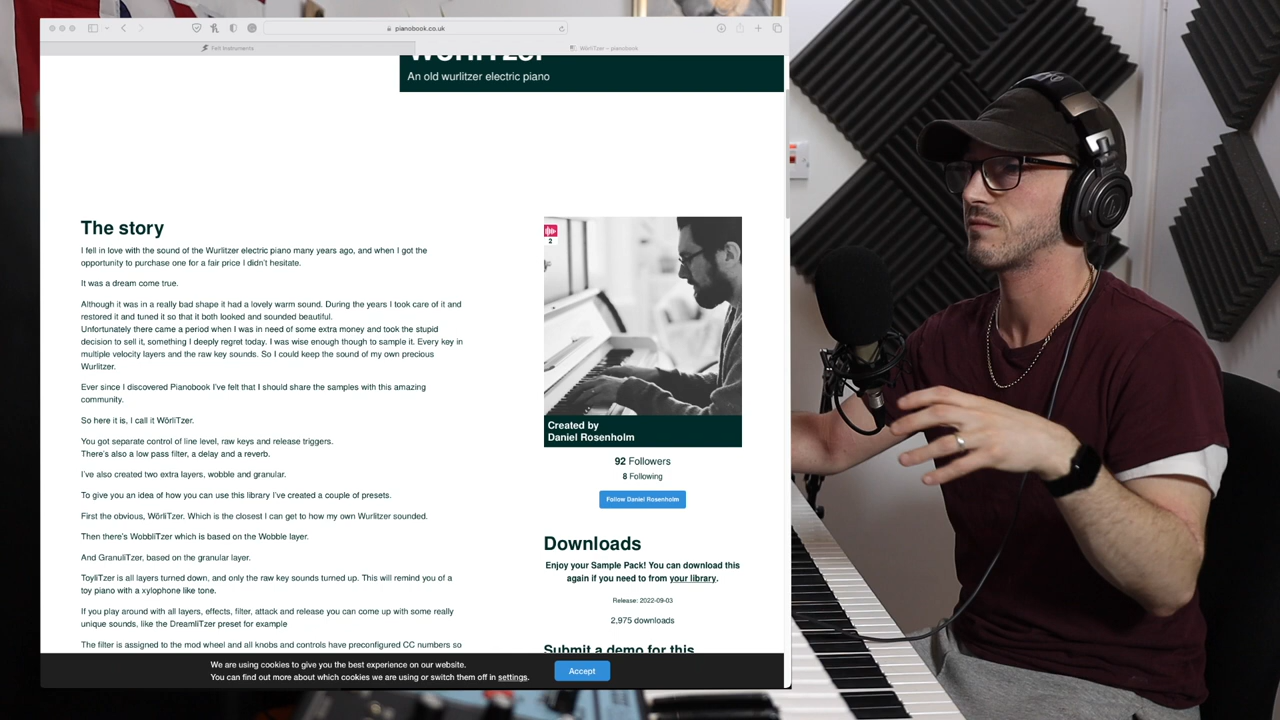 pianobook.co.uk
Felt Instruments
WörliTzer – pianobook
WörliTzer
An old wurlitzer electric piano
The story
I fell in love with the sound of the Wurlitzer electric piano many years ago, and when I got the
opportunity to purchase one for a fair price I didn't hesitate.
It was a dream come true.
Although it was in a really bad shape it had a lovely warm sound. During the years I took care of it and
restored it and tuned it so that it both looked and sounded beautiful.
Unfortunately there came a period when I was in need of some extra money and took the stupid
decision to sell it, something I deeply regret today. I was wise enough though to sample it. Every key in
multiple velocity layers and the raw key sounds. So I could keep the sound of my own precious
Wurlitzer.
Ever since I discovered Pianobook I've felt that I should share the samples with this amazing
community.
So here it is, I call it WörliTzer.
You got separate control of line level, raw keys and release triggers.
There's also a low pass filter, a delay and a reverb.
I've also created two extra layers, wobble and granular.
To give you an idea of how you can use this library I've created a couple of presets.
First the obvious, WörliTzer. Which is the closest I can get to how my own Wurlitzer sounded.
Then there's WobbliTzer which is based on the Wobble layer.
And GranuliTzer, based on the granular layer.
ToyliTzer is all layers turned down, and only the raw key sounds turned up. This will remind you of a
toy piano with a xylophone like tone.
If you play around with all layers, effects, filter, attack and release you can come up with some really
unique sounds, like the DreamliTzer preset for example
The filter is assigned to the mod wheel and all knobs and controls have preconfigured CC numbers so
2
Created by
Daniel Rosenholm
92 Followers
8 Following
Follow Daniel Rosenholm
Downloads
Enjoy your Sample Pack! You can download this
again if you need to from your library.
Release: 2022-09-03
2,975 downloads
Submit a demo for this
We are using cookies to give you the best experience on our website.
You can find out more about which cookies we are using or switch them off in settings.
Accept